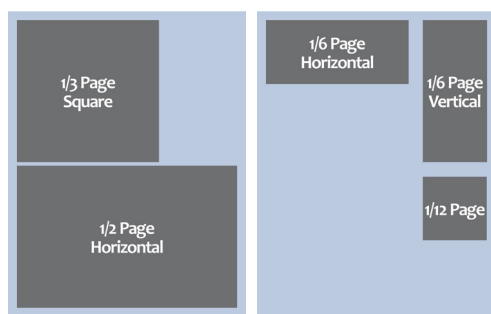 1/3 Page
Square
1/2 Page
Horizontal
1/6 Page
Horizontal
1/6 Page
Vertical
1/12 Page